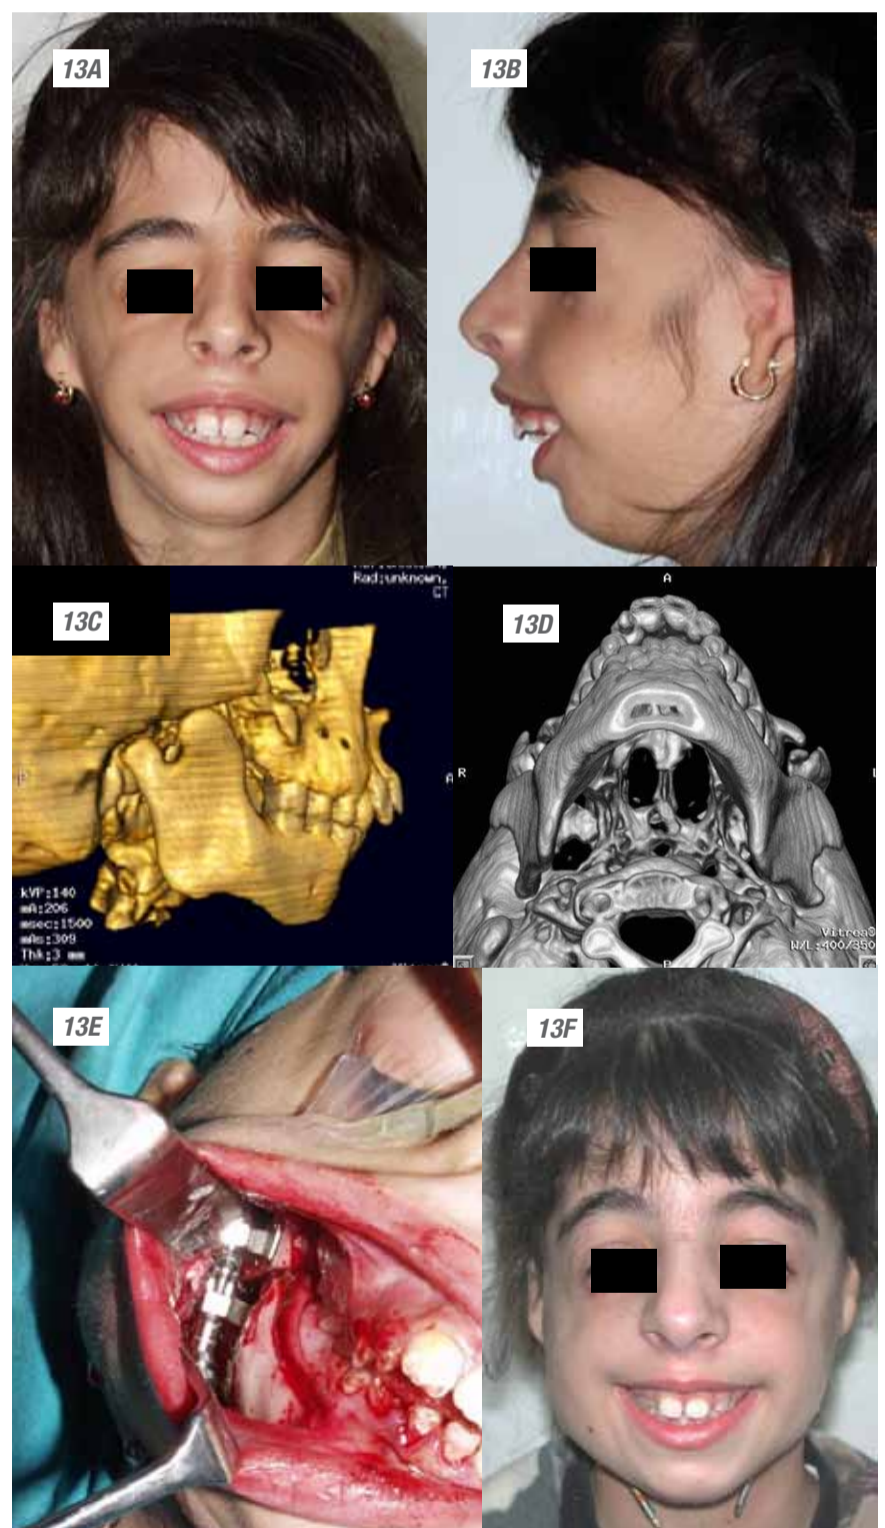 13A
13B
Rad:unknown,
CT
13C
A
kVP:140
mA:206
msec:1500
mAs:309
Thk:3 mm
13D
A
R
L
Vitrea®
W/L:400/350
13E
13F